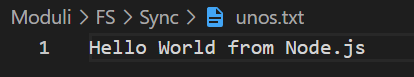 Moduli > FS > Sync > unos.txt
1 Hello World from Node.js